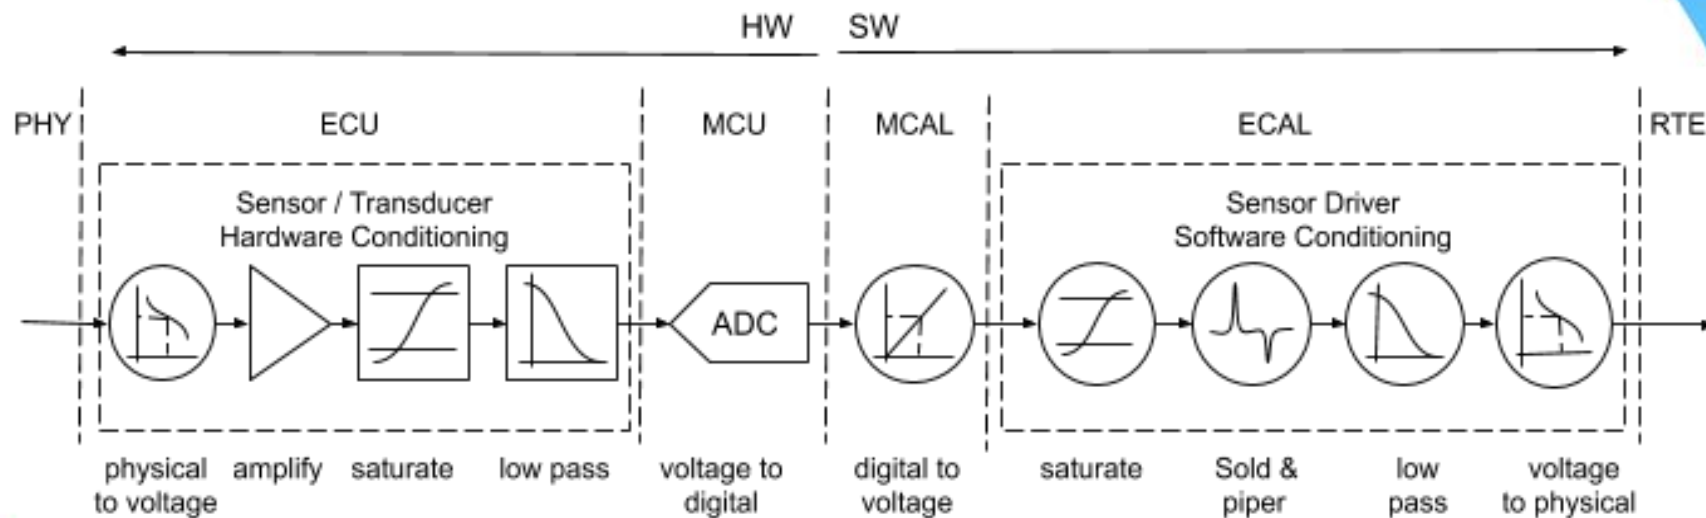 HW SW
PHY ECU MCU MCAL ECAL RTE
Sensor / Transducer
Hardware Conditioning
Sensor Driver
Software Conditioning
ADC
physical
to voltage
amplify
saturate
low pass
voltage to
digital
digital to
voltage
saturate
Sold &
piper
low
pass
voltage
to physical